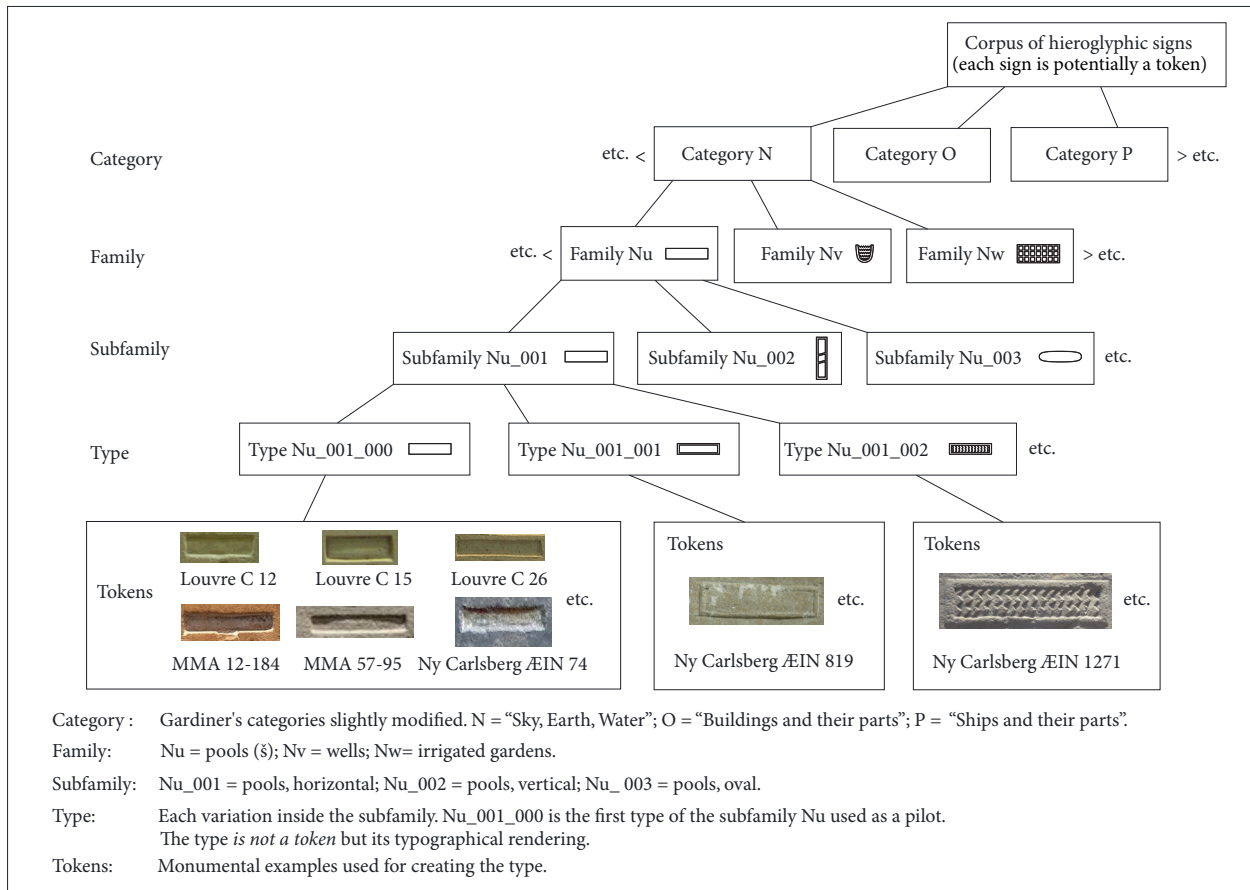 Corpus of hieroglyphic signs
(each sign is potentially a token)
Category
etc. <
Category N
Category O
Category P
> etc.
Family
etc. <
Family Nu
Family Nv
Family Nw
> etc.
Subfamily
Subfamily Nu_001
Subfamily Nu_002
Subfamily Nu_003
etc.
Type
Type Nu_001_000
Type Nu_001_001
Type Nu_001_002
etc.
Tokens
Louvre C 12
Louvre C 15
Louvre C 26
etc.
MMA 12-184
MMA 57-95
Ny Carlsberg ÆIN 74
Tokens
etc.
Ny Carlsberg ÆIN 819
Tokens
etc.
Ny Carlsberg ÆIN 1271
Category : Gardiner's categories slightly modified. N = “Sky, Earth, Water”; O = “Buildings and their parts”; P = “Ships and their parts”.
Family: Nu = pools (š); Nv = wells; Nw= irrigated gardens.
Subfamily: Nu_001 = pools, horizontal; Nu_002 = pools, vertical; Nu_ 003 = pools, oval.
Type: Each variation inside the subfamily. Nu_001_000 is the first type of the subfamily Nu used as a pilot.
The type is not a token but its typographical rendering.
Tokens: Monumental examples used for creating the type.